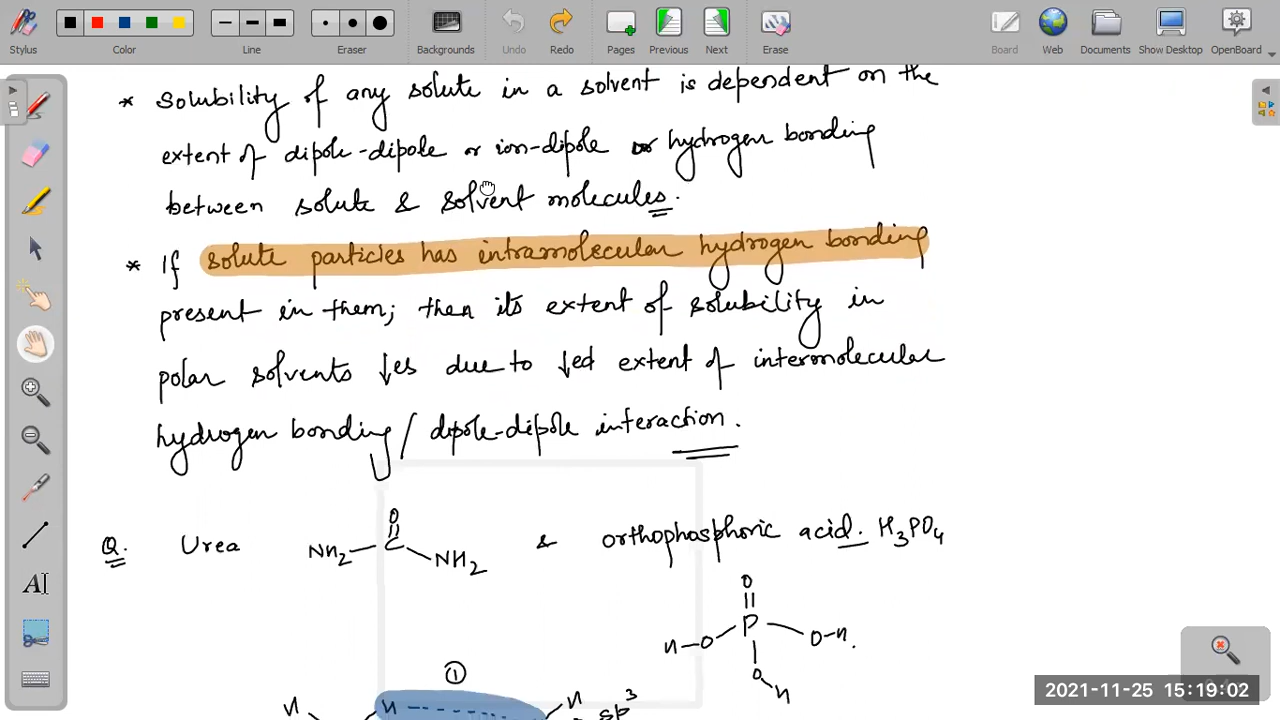 Stylus
Color
Line
Eraser
Backgrounds
Undo
Redo
Pages
Previous
Next
Erase
Board
Web
Documents
Show Desktop
OpenBoard
* Solubility of any solute in a solvent is dependent on the
extent of dipole-dipole or ion-dipole or hydrogen bonding
between solute & solvent molecules.
* If solute particles has intramolecular hydrogen bonding
present in them; then its extent of solubility in
polar solvents ↓es due to ↓ed extent of intermolecular
hydrogen bonding / dipole-dipole interaction.
Q. Urea NH2 C O NH2 & orthophosphoric acid. H3PO4
O
P
H-O O-H
O
H
①
H H H sp3
2021-11-25 15:19:02